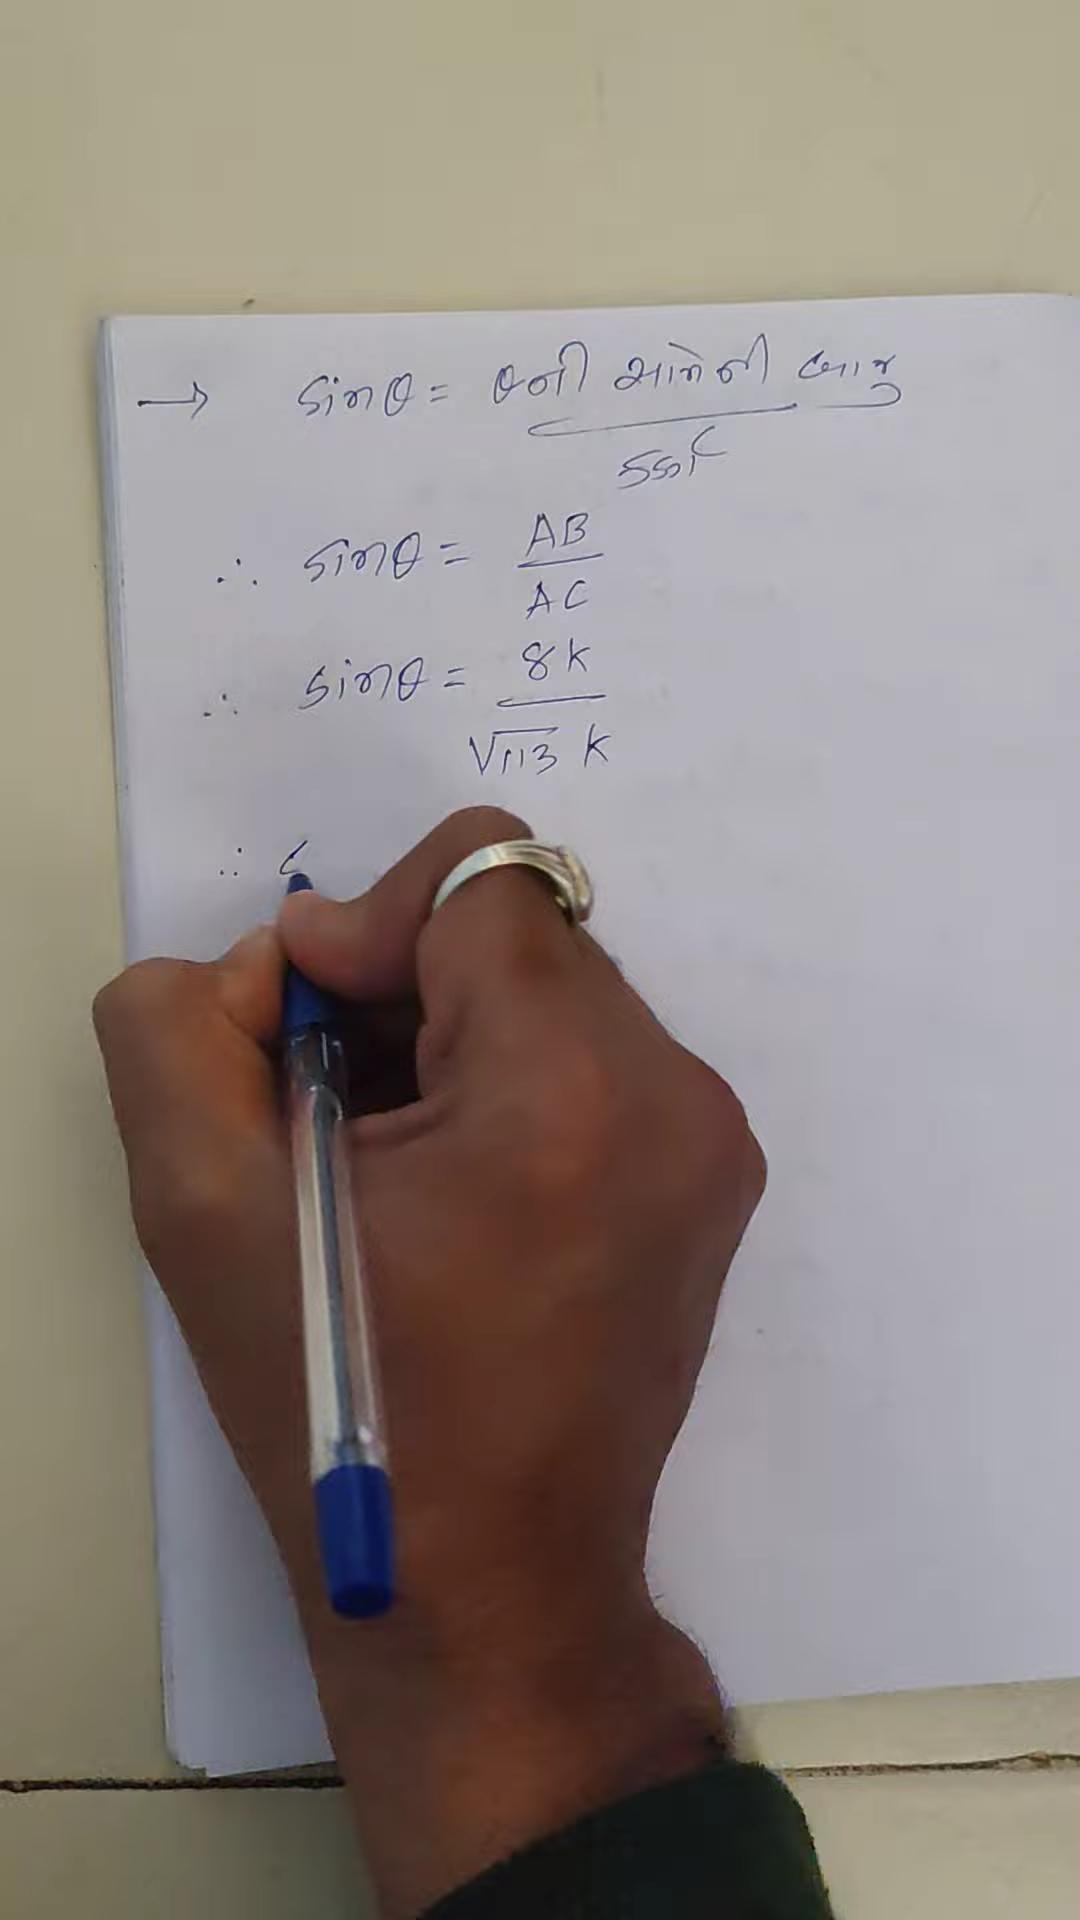 → sinθ = θની સામેની બાજુ
કર્ણ
∴ sinθ = AB
AC
∴ sinθ = 8k
√113 k
∴